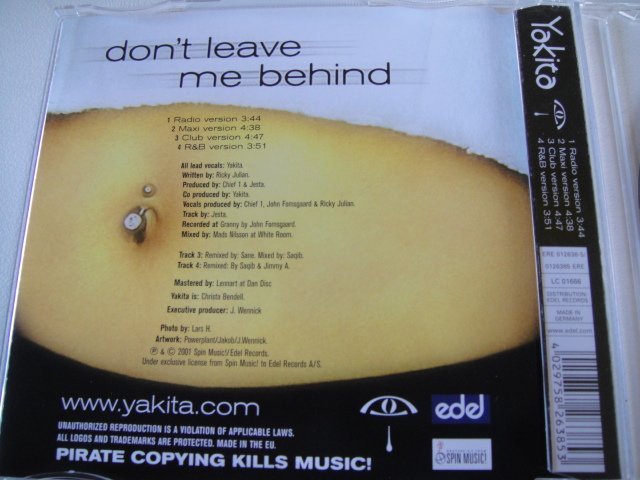 don't leave
me behind
1 Radio version 3:44
2 Maxi version 4:38
3 Club version 4:47
4 R&B version 3:51
All lead vocals: Yakita.
Written by: Ricky Julian.
Produced by: Chief 1 & Jesta.
Co produced by: Yakita.
Vocals produced by: Chief 1, John Fomsgaard & Ricky Julian.
Track by: Jesta.
Recorded at Granny by John Fomsgaard.
Mixed by: Mads Nilsson at White Room.
Track 3: Remixed by: Sane. Mixed by: Saqib.
Track 4: Remixed: By Saqib & Jimmy A.
Mastered by: Lennart at Dan Disc
Yakita is: Christa Bendell.
Executive producer: J. Wennick
Photo by: Lars H.
Artwork: Powerplant/Jakob/J.Wennick.
℗ & © 2001 Spin Music!/Edel Records.
Under exclusive license from Spin Music! to Edel Records A/S.
www.yakita.com
edel
SPIN MUSIC!
UNAUTHORIZED REPRODUCTION IS A VIOLATION OF APPLICABLE LAWS.
ALL LOGOS AND TRADEMARKS ARE PROTECTED. MADE IN THE EU.
PIRATE COPYING KILLS MUSIC!
Yakita
1 Radio version 3:44
2 Maxi version 4:38
3 Club version 4:47
4 R&B version 3:51
0126385 ERE
LC 01666
DISTRIBUTION
EDEL RECORDS
MADE IN
GERMANY
www.edel.com
4 029758 263853